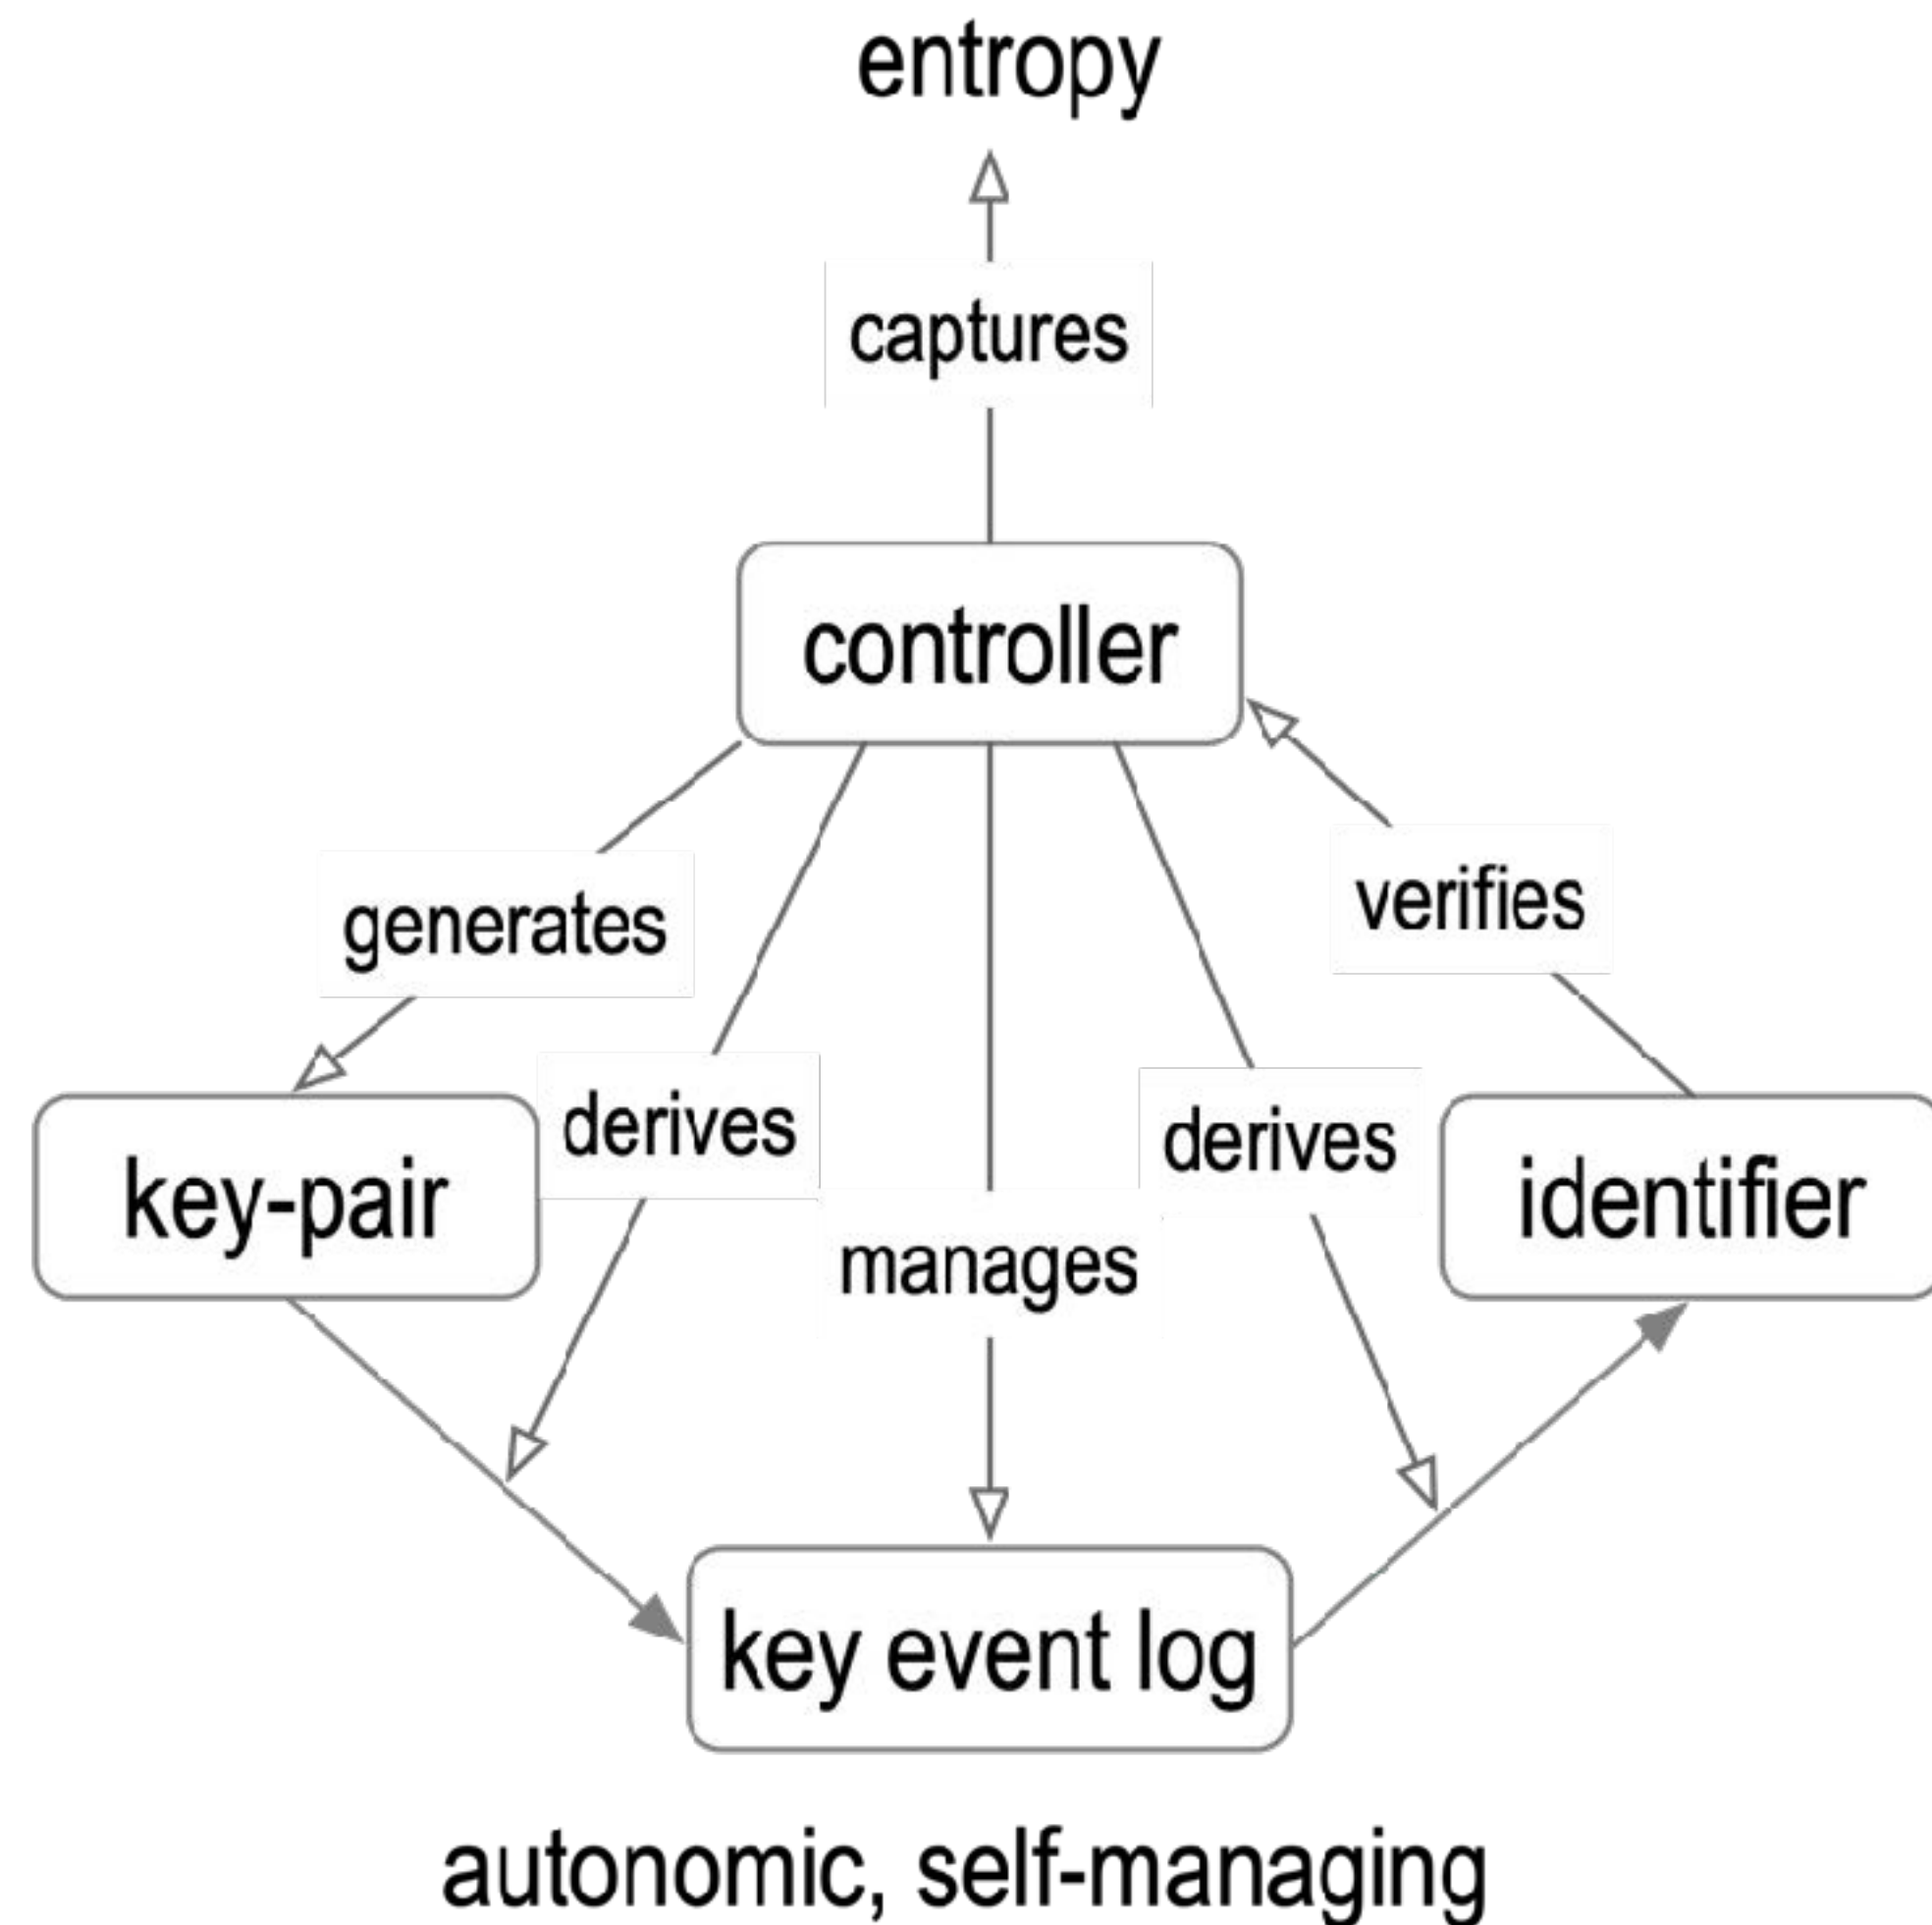 entropy
captures
controller
generates
verifies
derives
derives
key-pair
identifier
manages
key event log
autonomic, self-managing